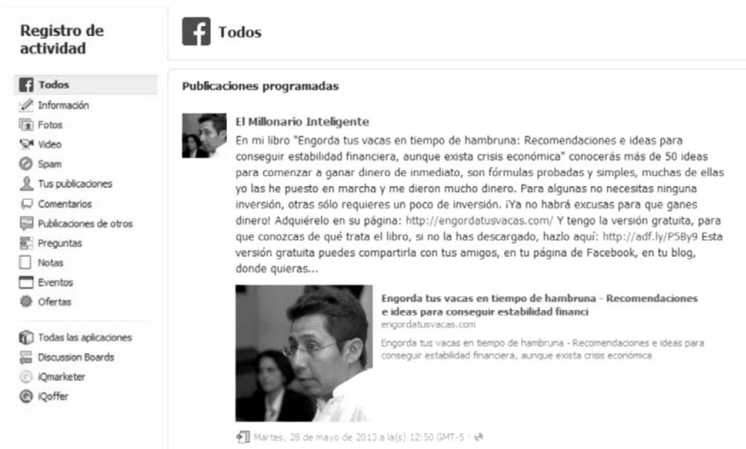 Registro de
actividad
Todos
Información
Fotos
Video
Spam
Tus publicaciones
Comentarios
Publicaciones de otros
Preguntas
Notas
Eventos
Ofertas
Todas las aplicaciones
Discussion Boards
iQmarketer
iQoffer
Todos
Publicaciones programadas
El Millonario Inteligente
En mi libro "Engorda tus vacas en tiempo de hambruna: Recomendaciones e ideas para
conseguir estabilidad financiera, aunque exista crisis económica" conocerás más de 50 ideas
para comenzar a ganar dinero de inmediato, son fórmulas probadas y simples, muchas de ellas
yo las he puesto en marcha y me dieron mucho dinero. Para algunas no necesitas ninguna
inversión, otras sólo requieres un poco de inversión. ¡Ya no habrá excusas para que ganes
dinero! Adquiérelo en su página: http://engordatusvacas.com/ Y tengo la versión gratuita, para
que conozcas de qué trata el libro, si no la has descargado, hazlo aquí: http://adf.ly/P5By9 Esta
versión gratuita puedes compartirla con tus amigos, en tu página de Facebook, en tu blog,
donde quieras...
Engorda tus vacas en tiempo de hambruna - Recomendaciones
e ideas para conseguir estabilidad financi
engordatusvacas.com
Engorda tus vacas en tiempo de hambruna - Recomendaciones e ideas para
conseguir estabilidad financiera, aunque exista crisis económica
Martes, 28 de mayo de 2013 a la(s) 12:50 GMT-5 ·